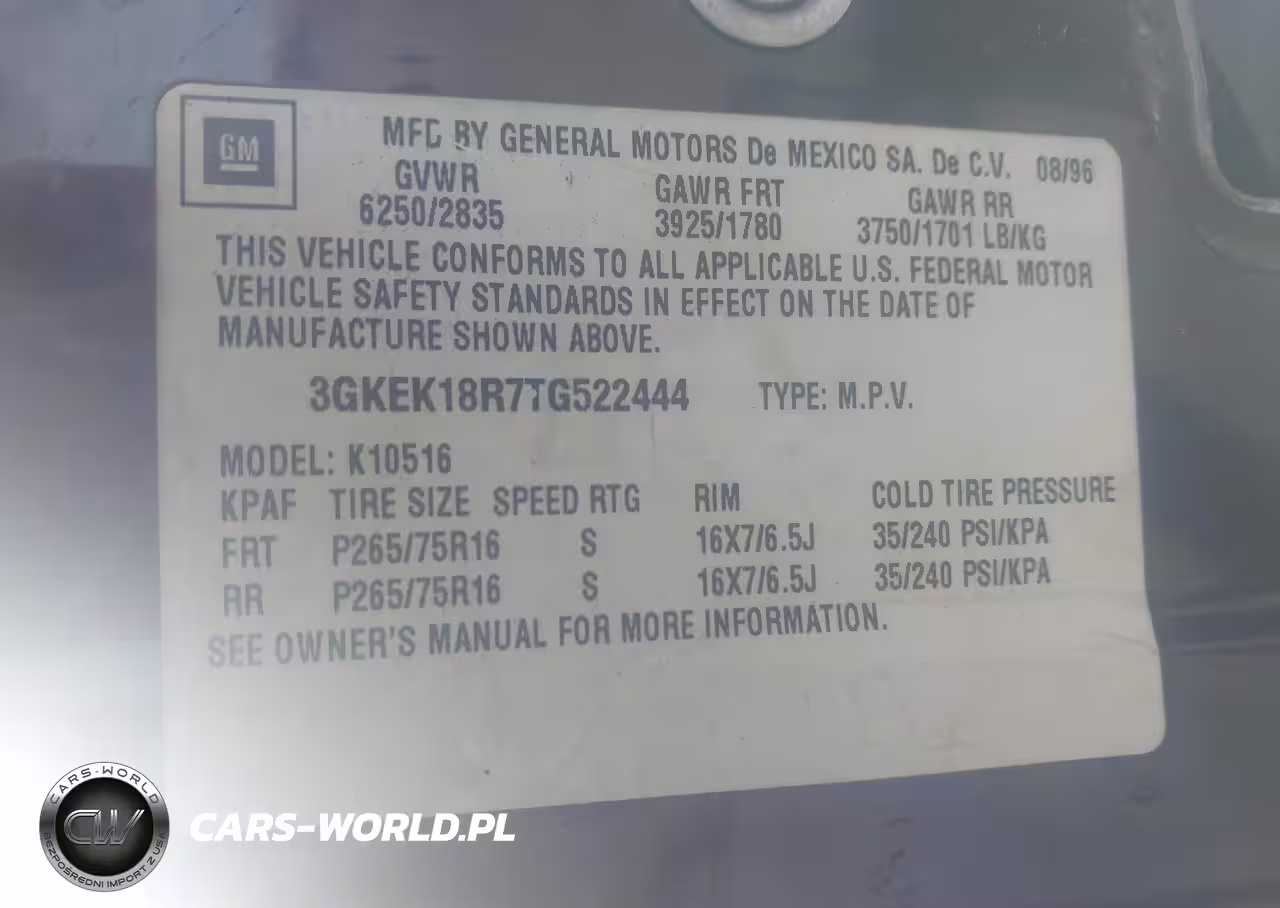 GM
MFD BY GENERAL MOTORS De MEXICO SA. De C.V. 08/96
GVWR GAWR FRT GAWR RR
6250/2835 3925/1780 3750/1701 LB/KG
THIS VEHICLE CONFORMS TO ALL APPLICABLE U.S. FEDERAL MOTOR
VEHICLE SAFETY STANDARDS IN EFFECT ON THE DATE OF
MANUFACTURE SHOWN ABOVE.
3GKEK18R7TG522444 TYPE: M.P.V.
MODEL: K10516
KPAF TIRE SIZE SPEED RTG RIM COLD TIRE PRESSURE
FRT P265/75R16 S 16X7/6.5J 35/240 PSI/KPA
RR P265/75R16 S 16X7/6.5J 35/240 PSI/KPA
SEE OWNER'S MANUAL FOR MORE INFORMATION.
CARS-WORLD
CW
BEZPOŚREDNI IMPORT Z USA
CARS-WORLD.PL